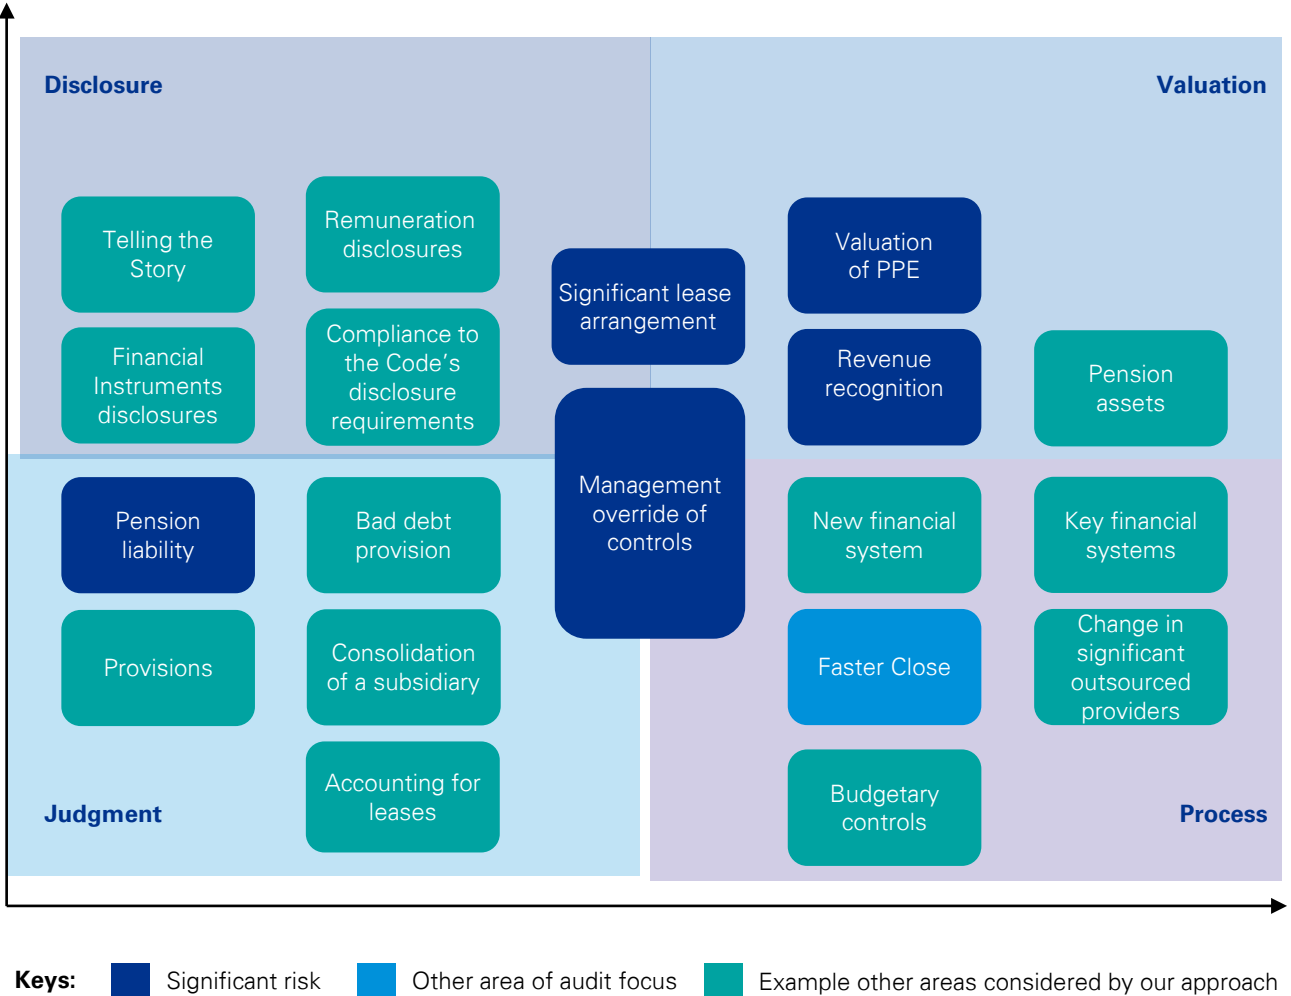 Disclosure
Valuation
Telling the
Story
Remuneration
disclosures
Financial
Instruments
disclosures
Compliance to
the Code's
disclosure
requirements
Significant lease
arrangement
Valuation
of PPE
Revenue
recognition
Pension
assets
Management
override of
controls
Pension
liability
Bad debt
provision
Provisions
Consolidation
of a subsidiary
Accounting for
leases
Judgment
New financial
system
Key financial
systems
Faster Close
Change in
significant
outsourced
providers
Budgetary
controls
Process
Keys:
Significant risk
Other area of audit focus
Example other areas considered by our approach